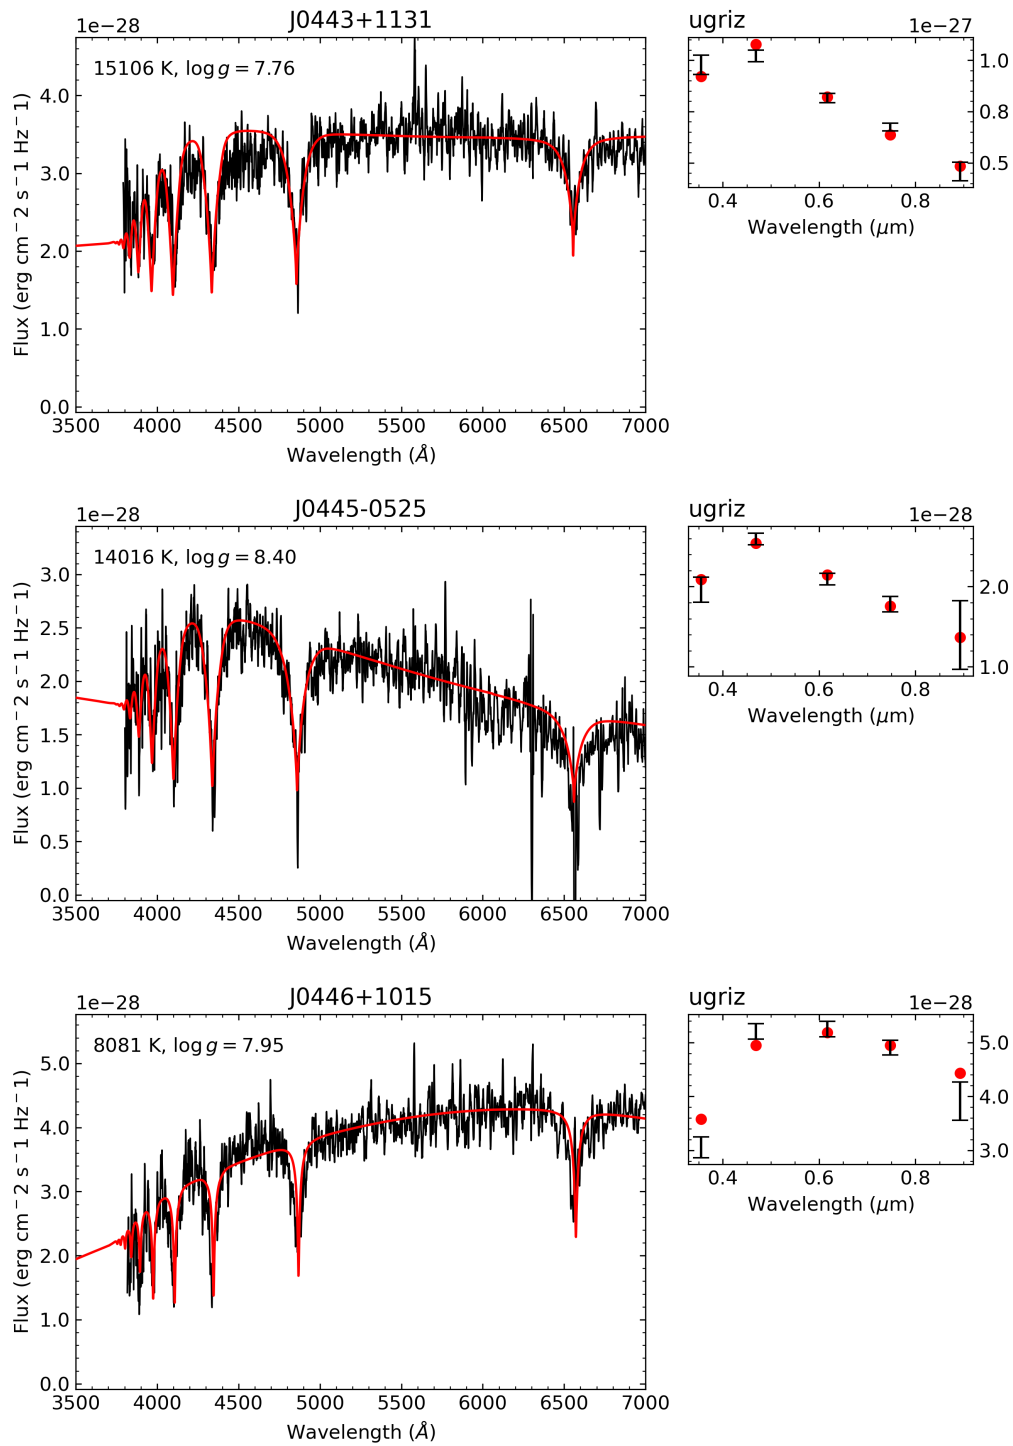 J0443+1131
1e−28
15106 K, log g = 7.76
Flux (erg cm−2 s−1 Hz−1)
4.0
3.0
2.0
1.0
0.0
3500 4000 4500 5000 5500 6000 6500 7000
Wavelength (Å)
ugriz
1e−27
1.0
0.8
0.5
0.4 0.6 0.8
Wavelength (μm)
J0445-0525
1e−28
14016 K, log g = 8.40
Flux (erg cm−2 s−1 Hz−1)
3.0
2.5
2.0
1.5
1.0
0.5
0.0
3500 4000 4500 5000 5500 6000 6500 7000
Wavelength (Å)
ugriz
1e−28
2.0
1.0
0.4 0.6 0.8
Wavelength (μm)
J0446+1015
1e−28
8081 K, log g = 7.95
Flux (erg cm−2 s−1 Hz−1)
5.0
4.0
3.0
2.0
1.0
0.0
3500 4000 4500 5000 5500 6000 6500 7000
Wavelength (Å)
ugriz
1e−28
5.0
4.0
3.0
0.4 0.6 0.8
Wavelength (μm)